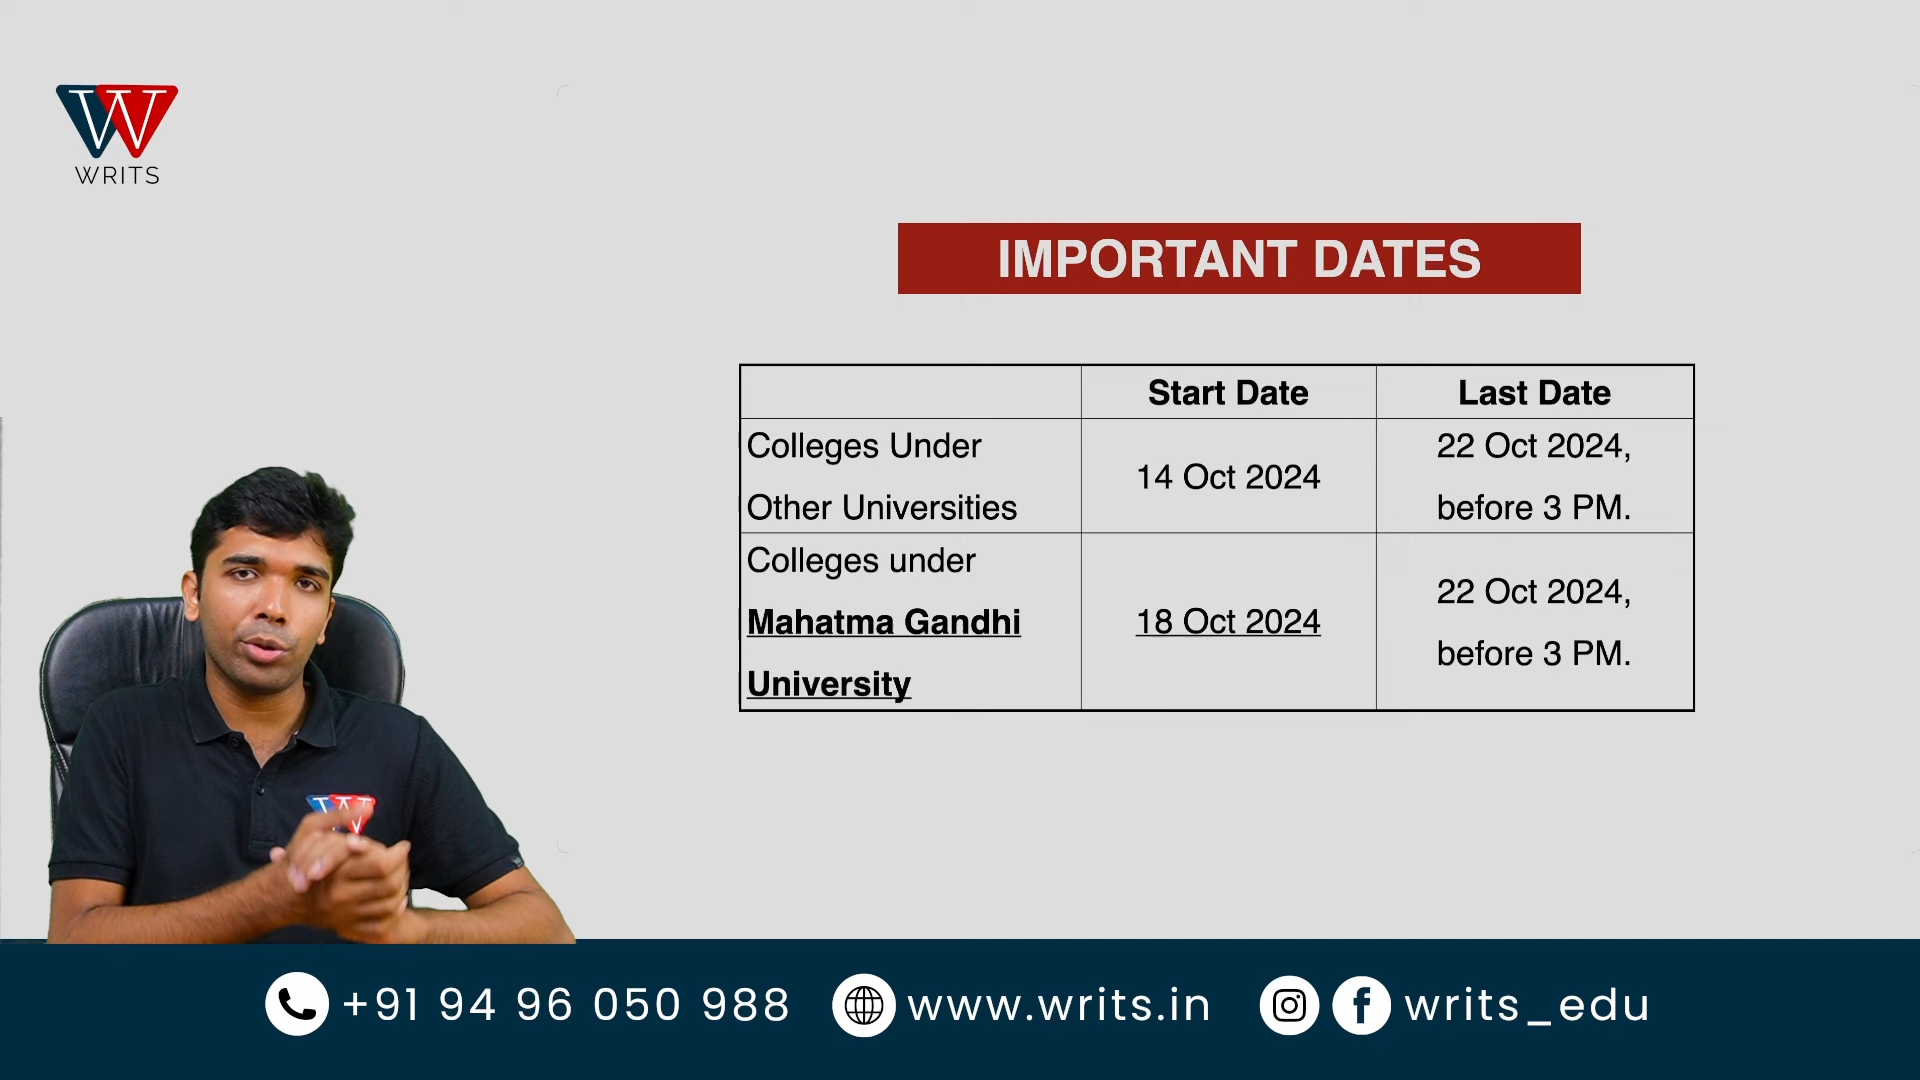 W
WRITS
IMPORTANT DATES
Start Date
Last Date
Colleges Under
Other Universities
14 Oct 2024
22 Oct 2024,
before 3 PM.
Colleges under
Mahatma Gandhi
University
18 Oct 2024
22 Oct 2024,
before 3 PM.
+91 94 96 050 988
www.writs.in
writs_edu